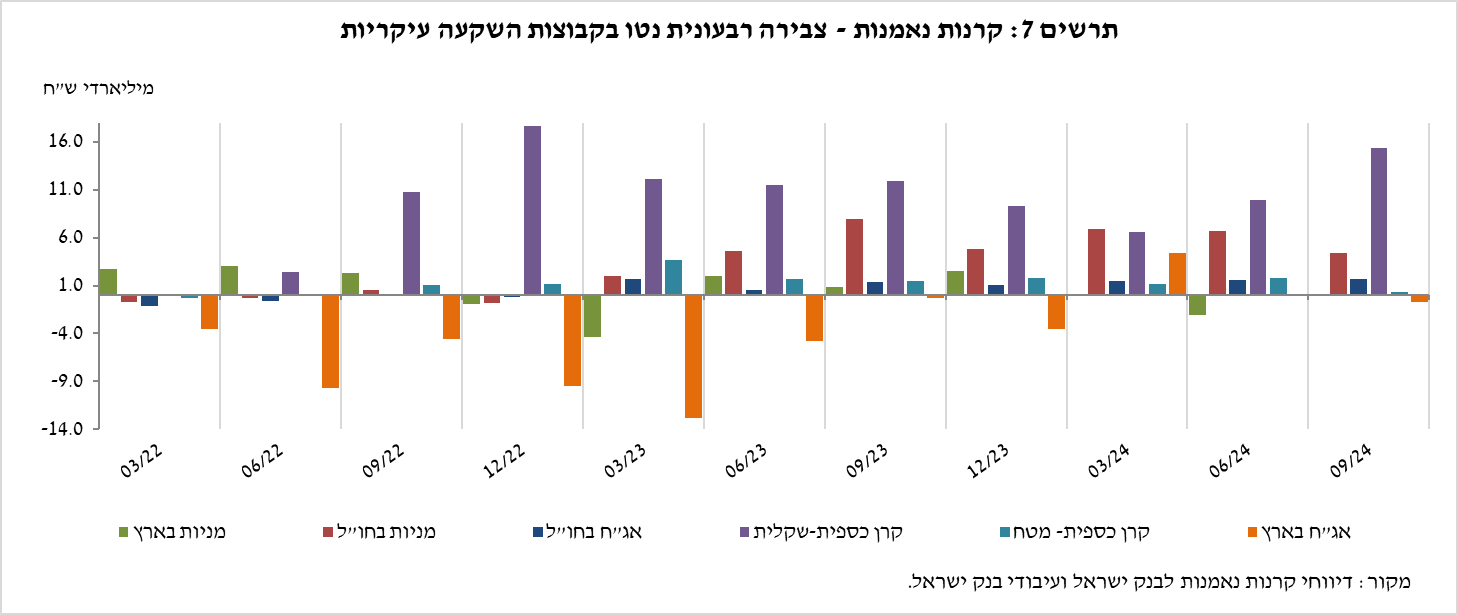 תרשים 7: קרנות נאמנות - צבירה רבעונית נטו בקבוצות השקעה עיקריות
מיליארדי ש"ח
16.0
11.0
6.0
1.0
-4.0
-9.0
-14.0
03/22 06/22 09/22 12/22 03/23 06/23 09/23 12/23 03/24 06/24 09/24
מניות בארץ מניות בחו"ל אג"ח בחו"ל קרן כספית-שקלית קרן כספית- מטח אג"ח בארץ
מקור: דיווחי קרנות נאמנות לבנק ישראל ועיבודי בנק ישראל.